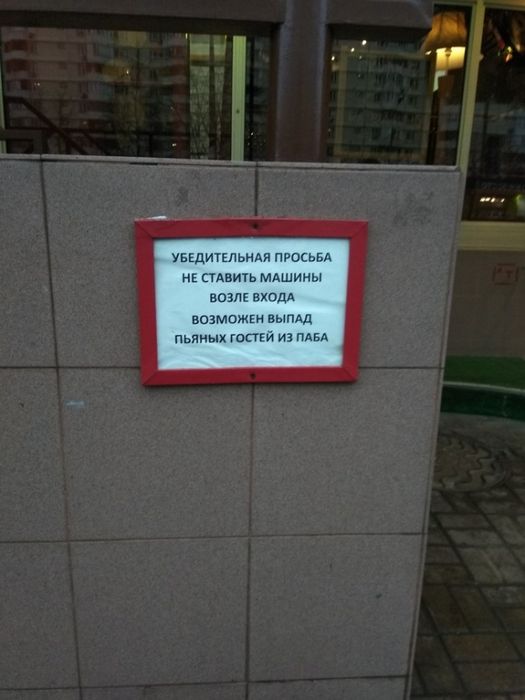 УБЕДИТЕЛЬНАЯ ПРОСЬБА
НЕ СТАВИТЬ МАШИНЫ
ВОЗЛЕ ВХОДА
ВОЗМОЖЕН ВЫПАД
ПЬЯНЫХ ГОСТЕЙ ИЗ ПАБА